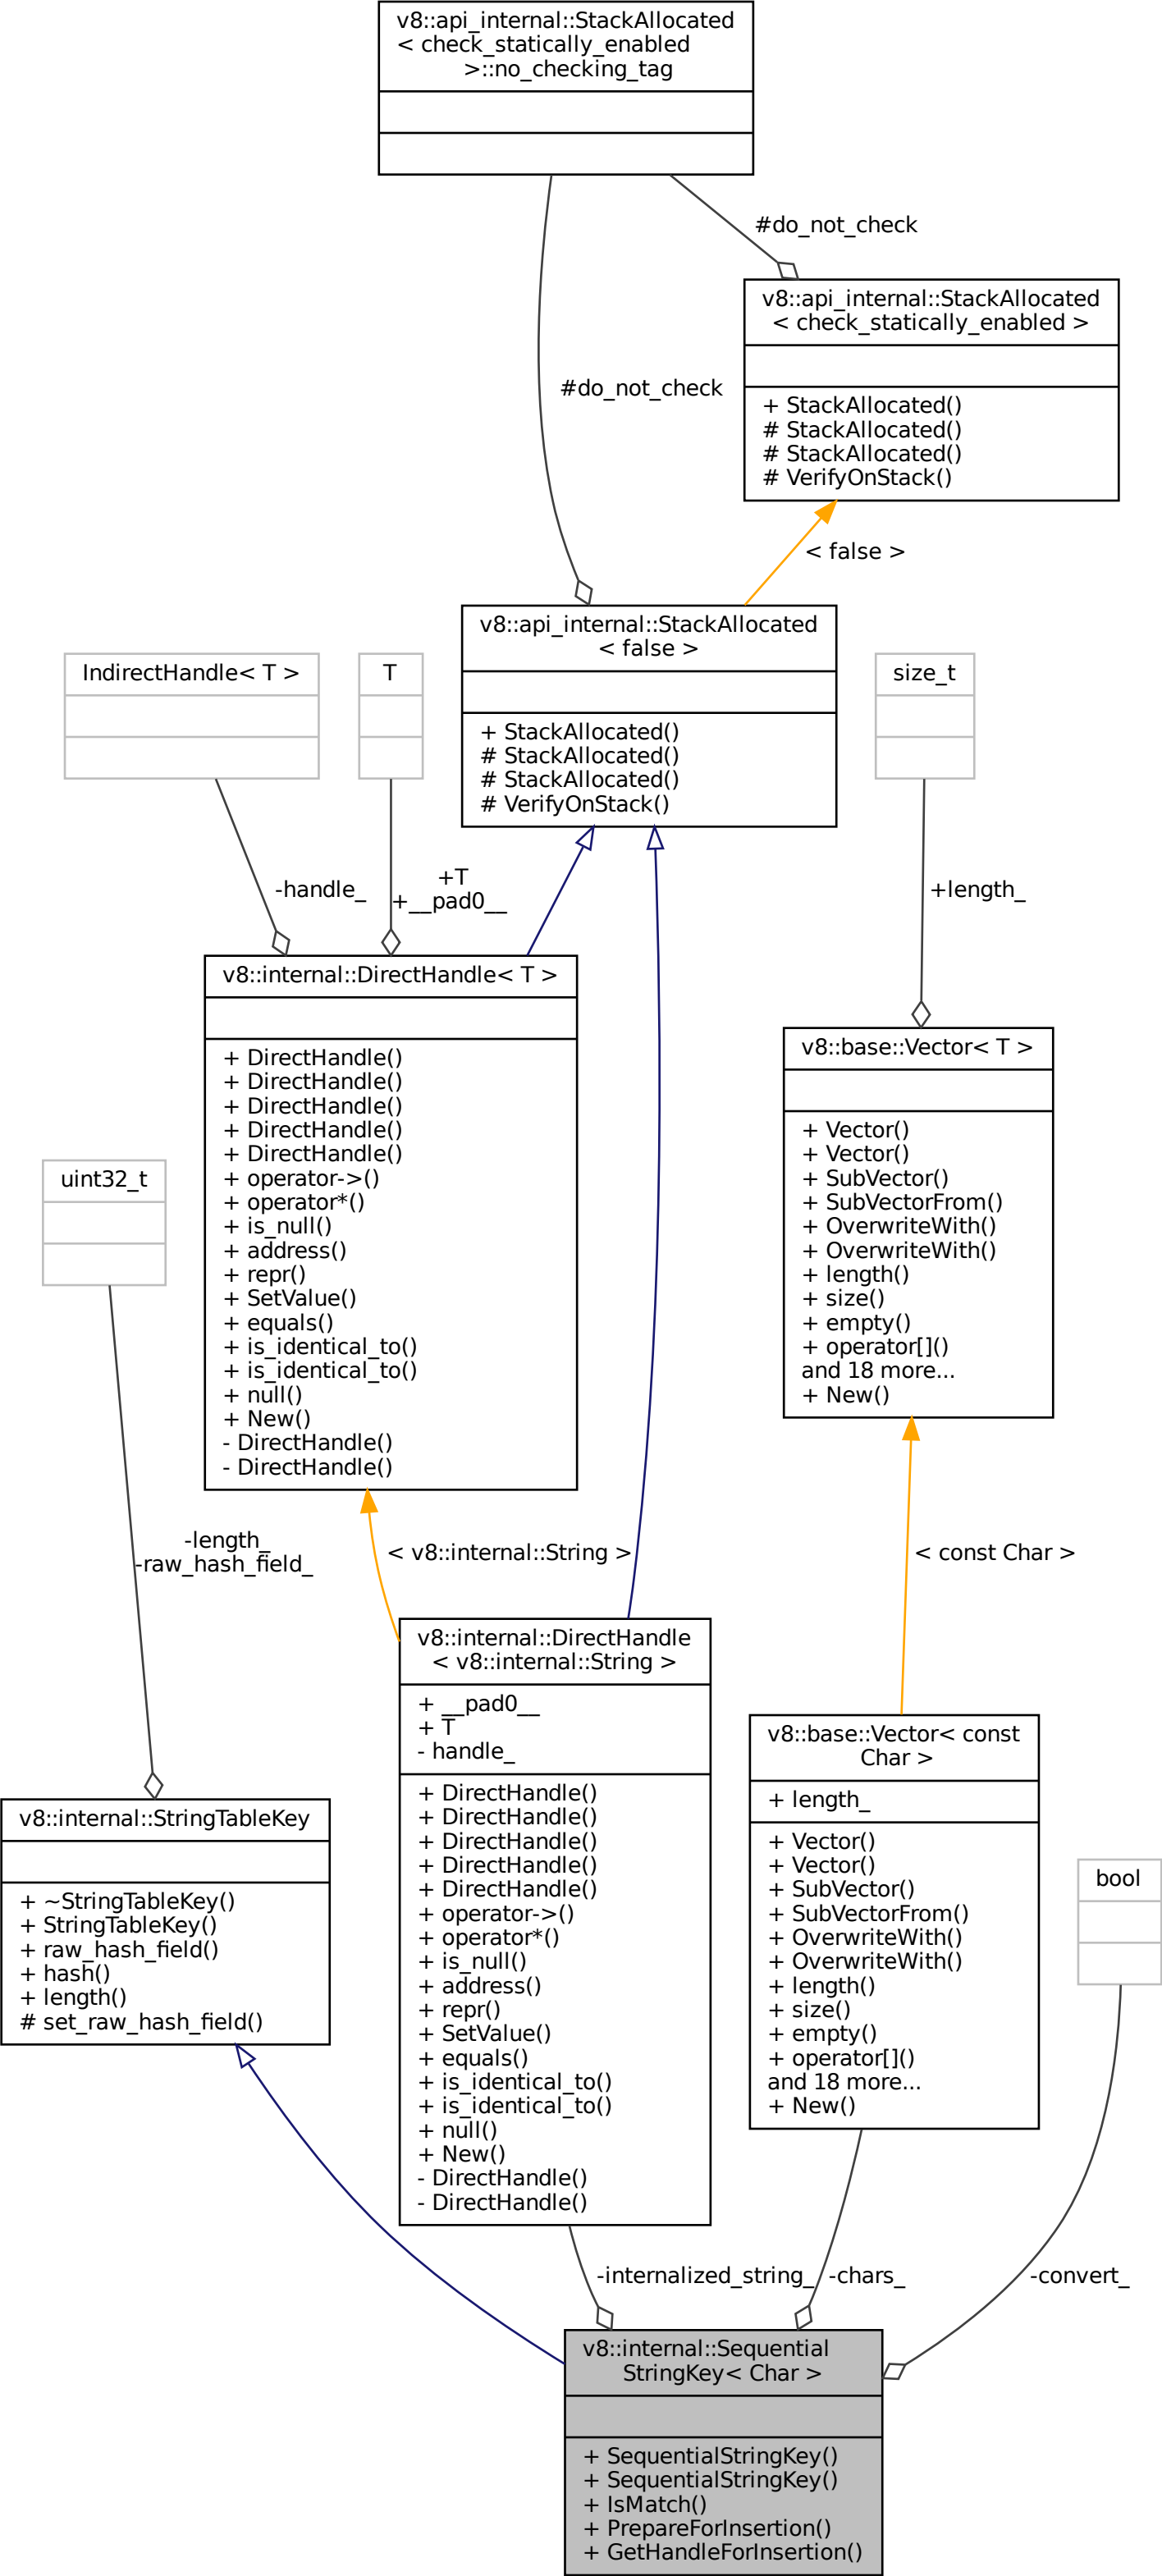 v8::api_internal::StackAllocated
< check_statically_enabled
>::no_checking_tag
#do_not_check
v8::api_internal::StackAllocated
< check_statically_enabled >
+ StackAllocated()
# StackAllocated()
# StackAllocated()
# VerifyOnStack()
#do_not_check
< false >
v8::api_internal::StackAllocated
< false >
+ StackAllocated()
# StackAllocated()
# StackAllocated()
# VerifyOnStack()
IndirectHandle< T >
T
size_t
-handle_
+T
+__pad0__
+length_
v8::internal::DirectHandle< T >
+ DirectHandle()
+ DirectHandle()
+ DirectHandle()
+ DirectHandle()
+ DirectHandle()
+ operator->()
+ operator*()
+ is_null()
+ address()
+ repr()
+ SetValue()
+ equals()
+ is_identical_to()
+ is_identical_to()
+ null()
+ New()
- DirectHandle()
- DirectHandle()
v8::base::Vector< T >
+ Vector()
+ Vector()
+ SubVector()
+ SubVectorFrom()
+ OverwriteWith()
+ OverwriteWith()
+ length()
+ size()
+ empty()
+ operator[]()
and 18 more...
+ New()
uint32_t
-length_
-raw_hash_field_
< v8::internal::String >
< const Char >
v8::internal::DirectHandle
< v8::internal::String >
+ __pad0__
+ T
- handle_
+ DirectHandle()
+ DirectHandle()
+ DirectHandle()
+ DirectHandle()
+ DirectHandle()
+ operator->()
+ operator*()
+ is_null()
+ address()
+ repr()
+ SetValue()
+ equals()
+ is_identical_to()
+ is_identical_to()
+ null()
+ New()
- DirectHandle()
- DirectHandle()
v8::base::Vector< const
Char >
+ length_
+ Vector()
+ Vector()
+ SubVector()
+ SubVectorFrom()
+ OverwriteWith()
+ OverwriteWith()
+ length()
+ size()
+ empty()
+ operator[]()
and 18 more...
+ New()
v8::internal::StringTableKey
+ ~StringTableKey()
+ StringTableKey()
+ raw_hash_field()
+ hash()
+ length()
# set_raw_hash_field()
bool
-internalized_string_
-chars_
-convert_
v8::internal::Sequential
StringKey< Char >
+ SequentialStringKey()
+ SequentialStringKey()
+ IsMatch()
+ PrepareForInsertion()
+ GetHandleForInsertion()